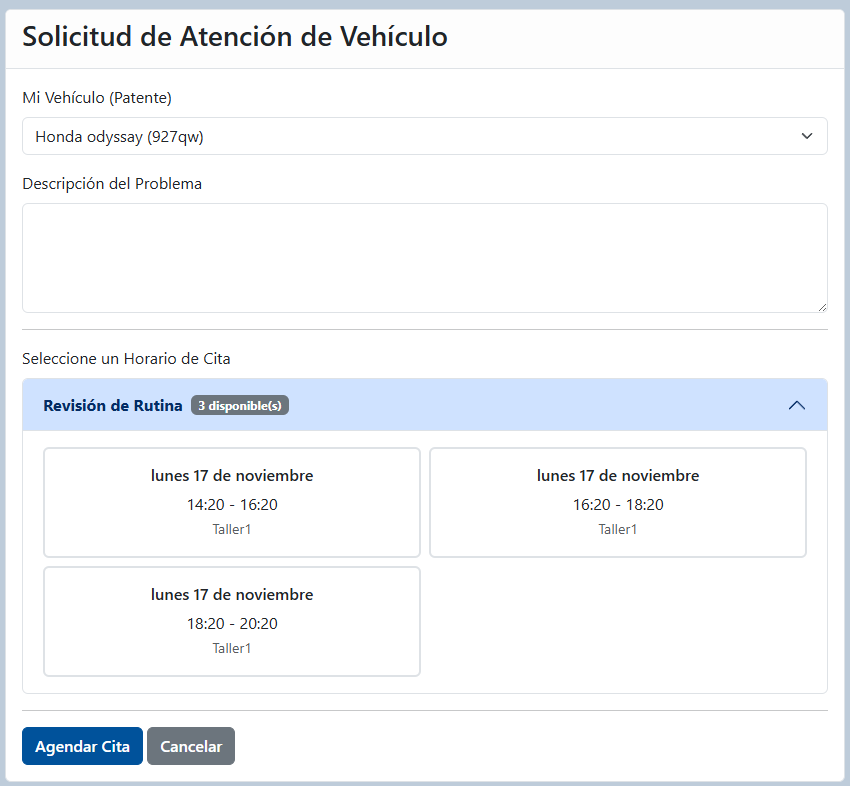 Solicitud de Atención de Vehículo
Mi Vehículo (Patente)
Honda odyssay (927qw)
Descripción del Problema
Seleccione un Horario de Cita
Revisión de Rutina 3 disponible(s)
lunes 17 de noviembre
14:20 - 16:20
Taller1
lunes 17 de noviembre
16:20 - 18:20
Taller1
lunes 17 de noviembre
18:20 - 20:20
Taller1
Agendar Cita Cancelar